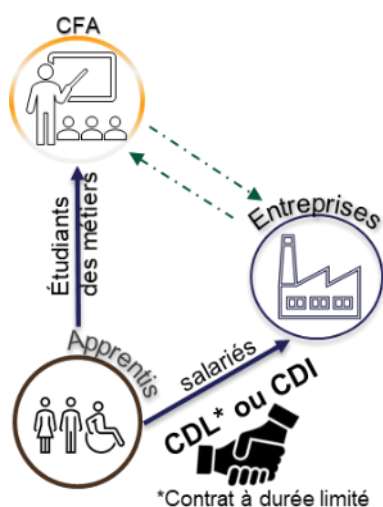 CFA
Entreprises
Étudiants
des métiers
Apprentis
salariés
CDL* ou CDI
*Contrat à durée limité